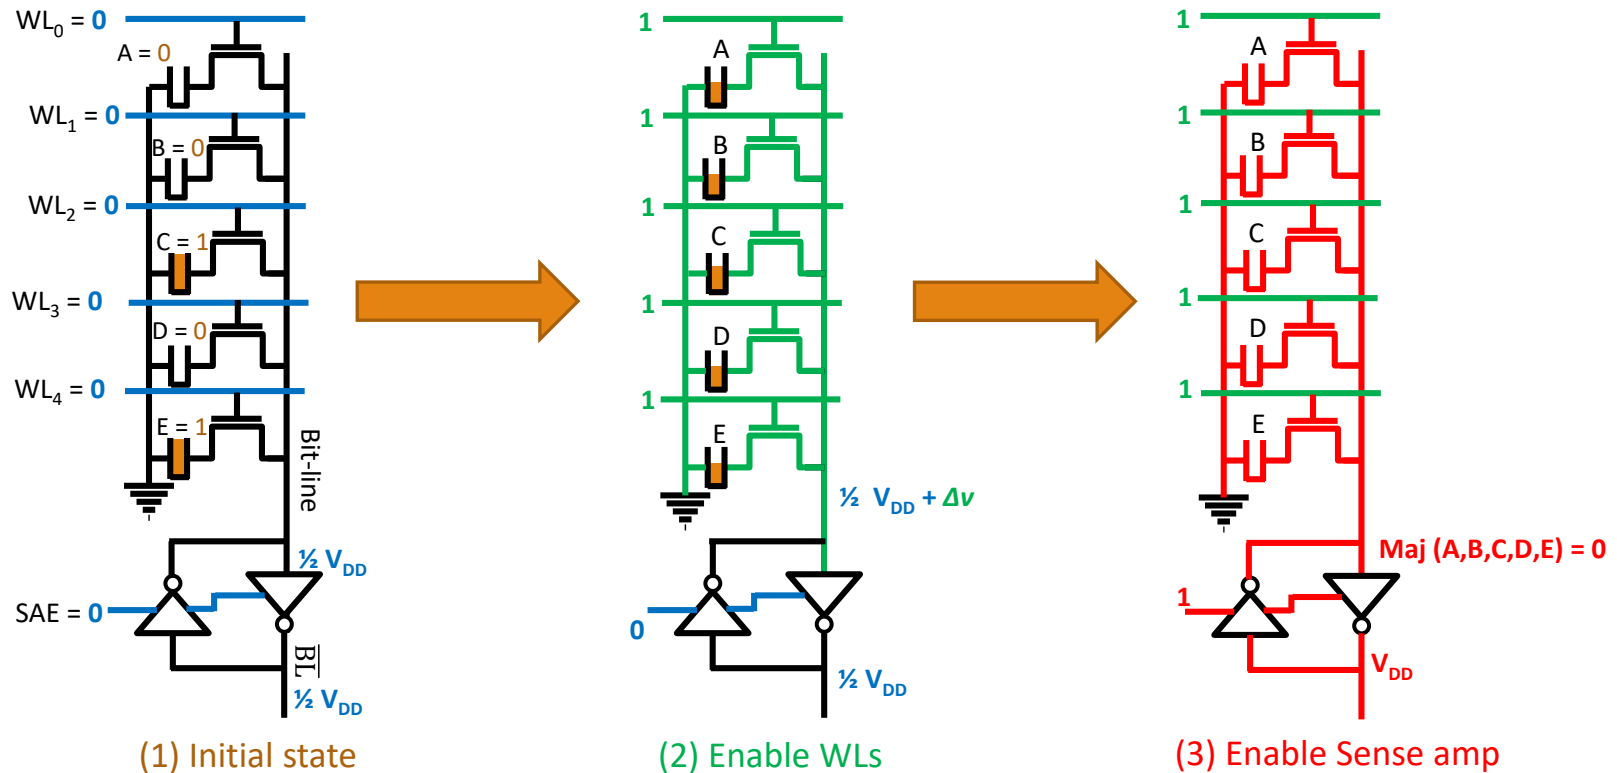 WL0 = 0
A = 0
WL1 = 0
B = 0
WL2 = 0
C = 1
WL3 = 0
D = 0
WL4 = 0
E = 1
Bit-line
½ VDD
SAE = 0
B̅L̅
½ VDD
(1) Initial state
1
A
1
B
1
C
1
D
1
E
½ VDD + Δv
0
½ VDD
(2) Enable WLs
1
A
1
B
1
C
1
D
1
E
Maj (A,B,C,D,E) = 0
1
VDD
(3) Enable Sense amp